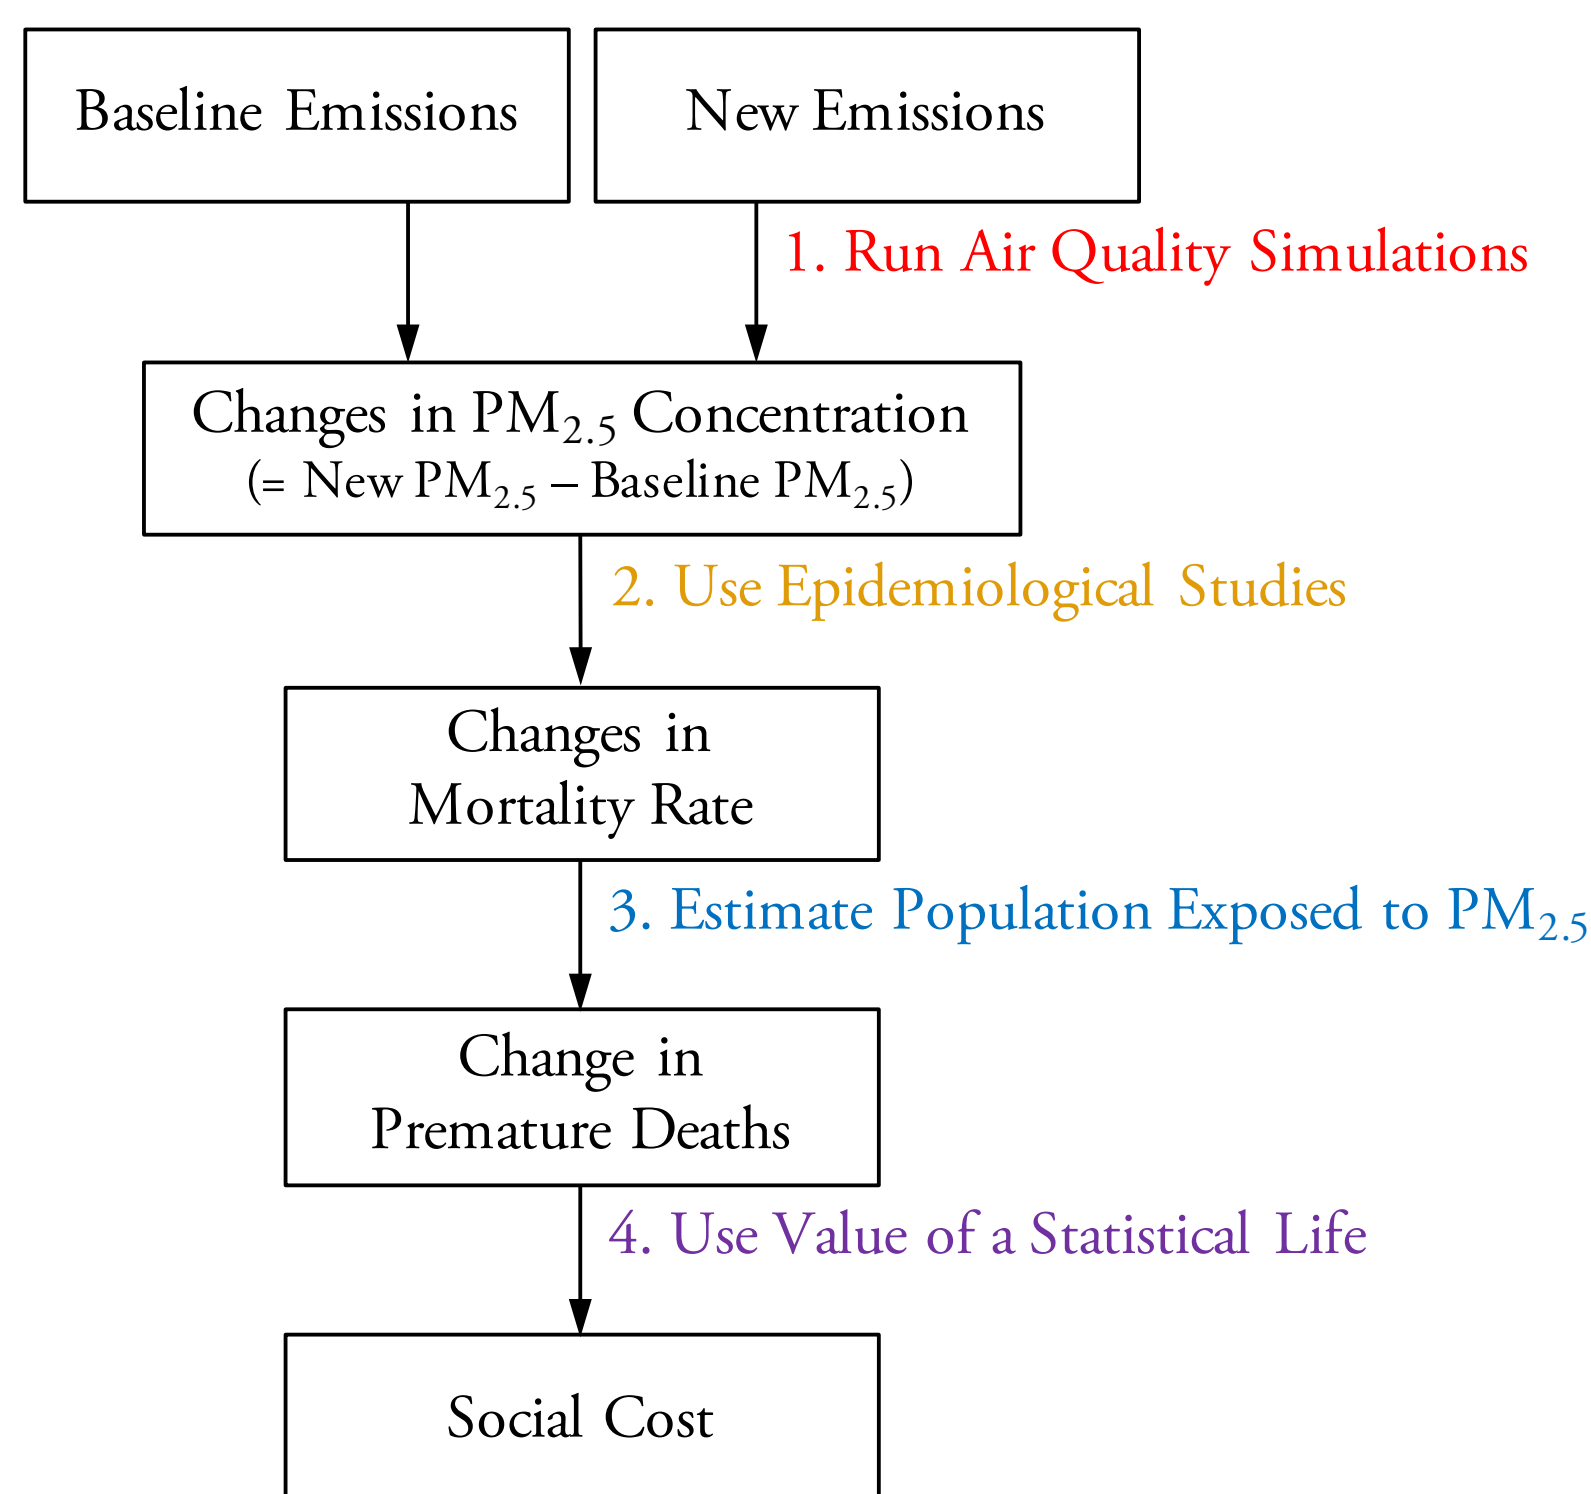 Baseline Emissions
New Emissions
1. Run Air Quality Simulations
Changes in PM₂.₅ Concentration
(= New PM₂.₅ – Baseline PM₂.₅)
2. Use Epidemiological Studies
Changes in
Mortality Rate
3. Estimate Population Exposed to PM₂.₅
Change in
Premature Deaths
4. Use Value of a Statistical Life
Social Cost